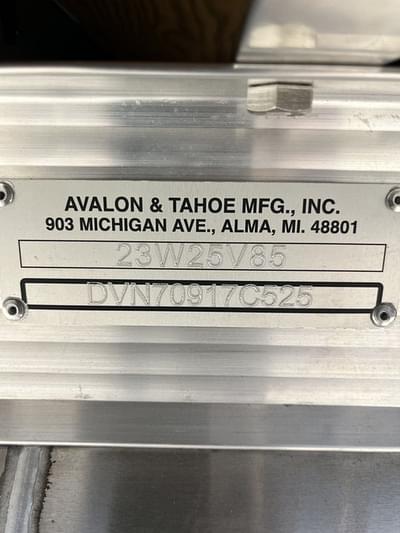 AVALON & TAHOE MFG., INC.
903 MICHIGAN AVE., ALMA, MI. 48801
23W25V85
DVN70917C525